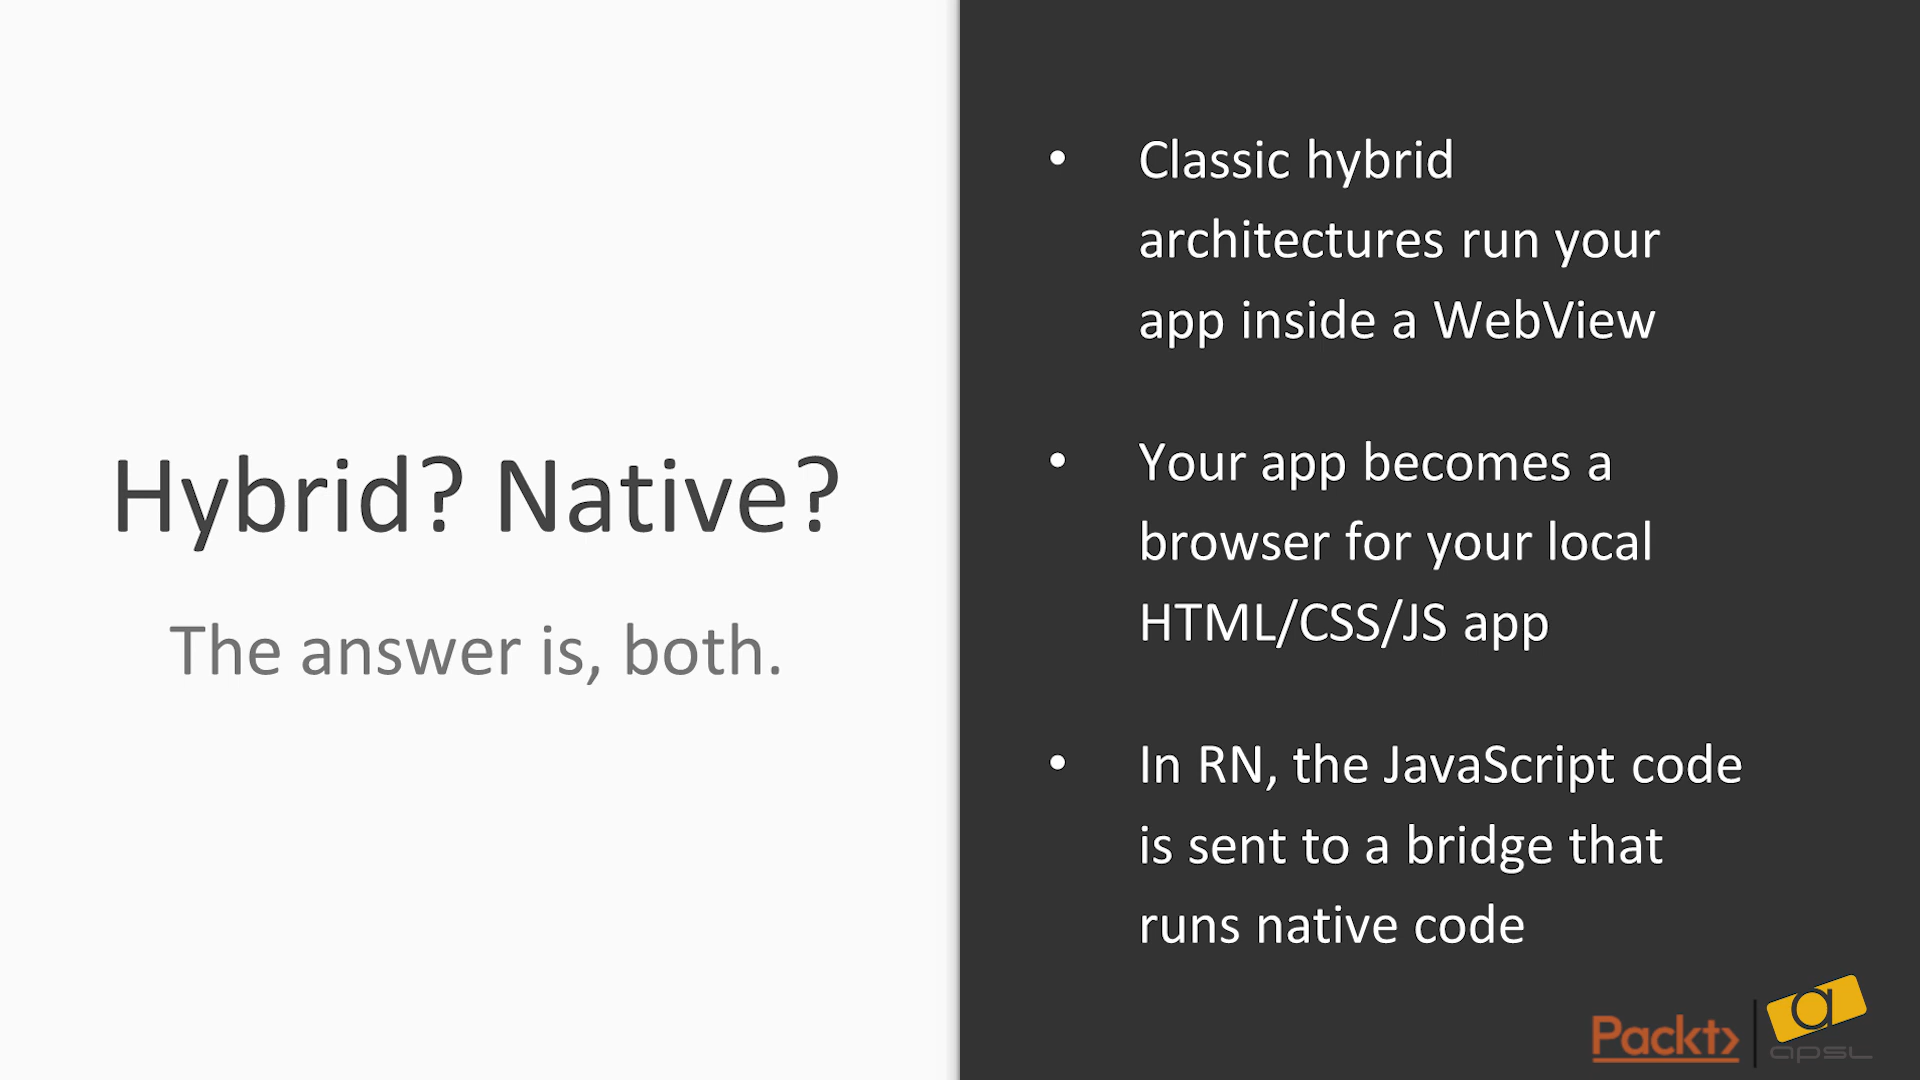 Hybrid? Native?
The answer is, both.
• Classic hybrid
architectures run your
app inside a WebView
• Your app becomes a
browser for your local
HTML/CSS/JS app
• In RN, the JavaScript code
is sent to a bridge that
runs native code
Packt>
a
apsl